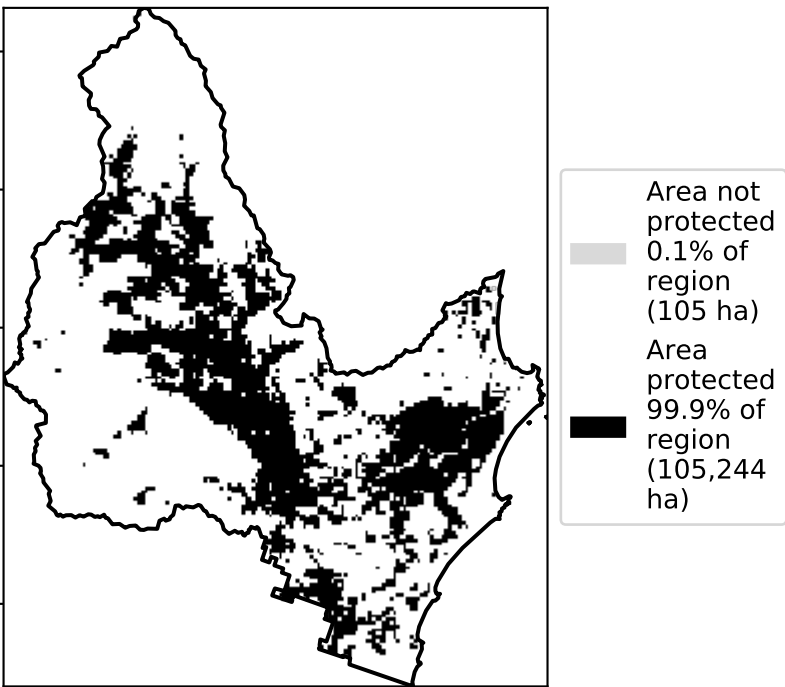 Area not
protected
0.1% of
region
(105 ha)
Area
protected
99.9% of
region
(105,244
ha)